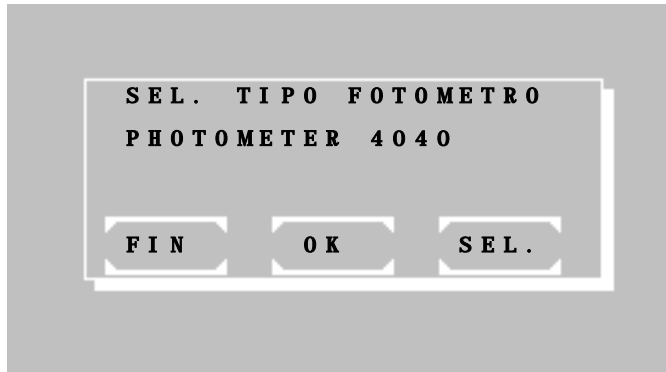 SEL. TIPO FOTOMETRO
PHOTOMETER 4040
FIN OK SEL.